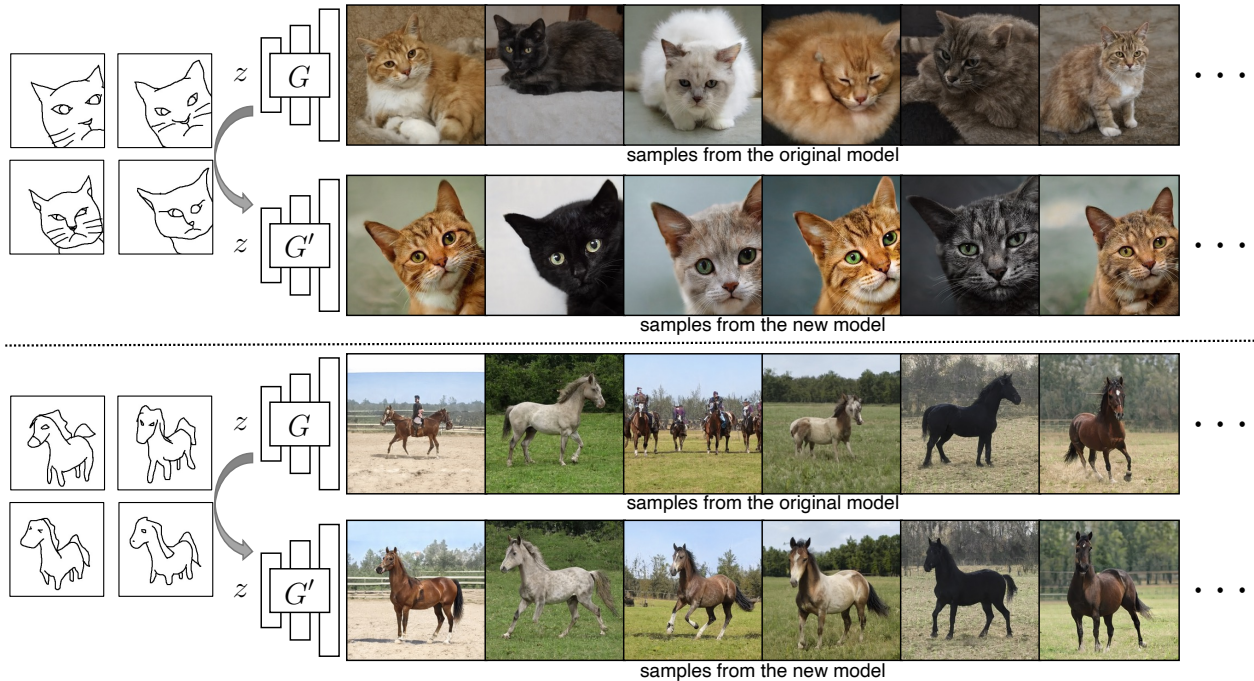 z G
samples from the original model
z G′
samples from the new model
z G
samples from the original model
z G′
samples from the new model